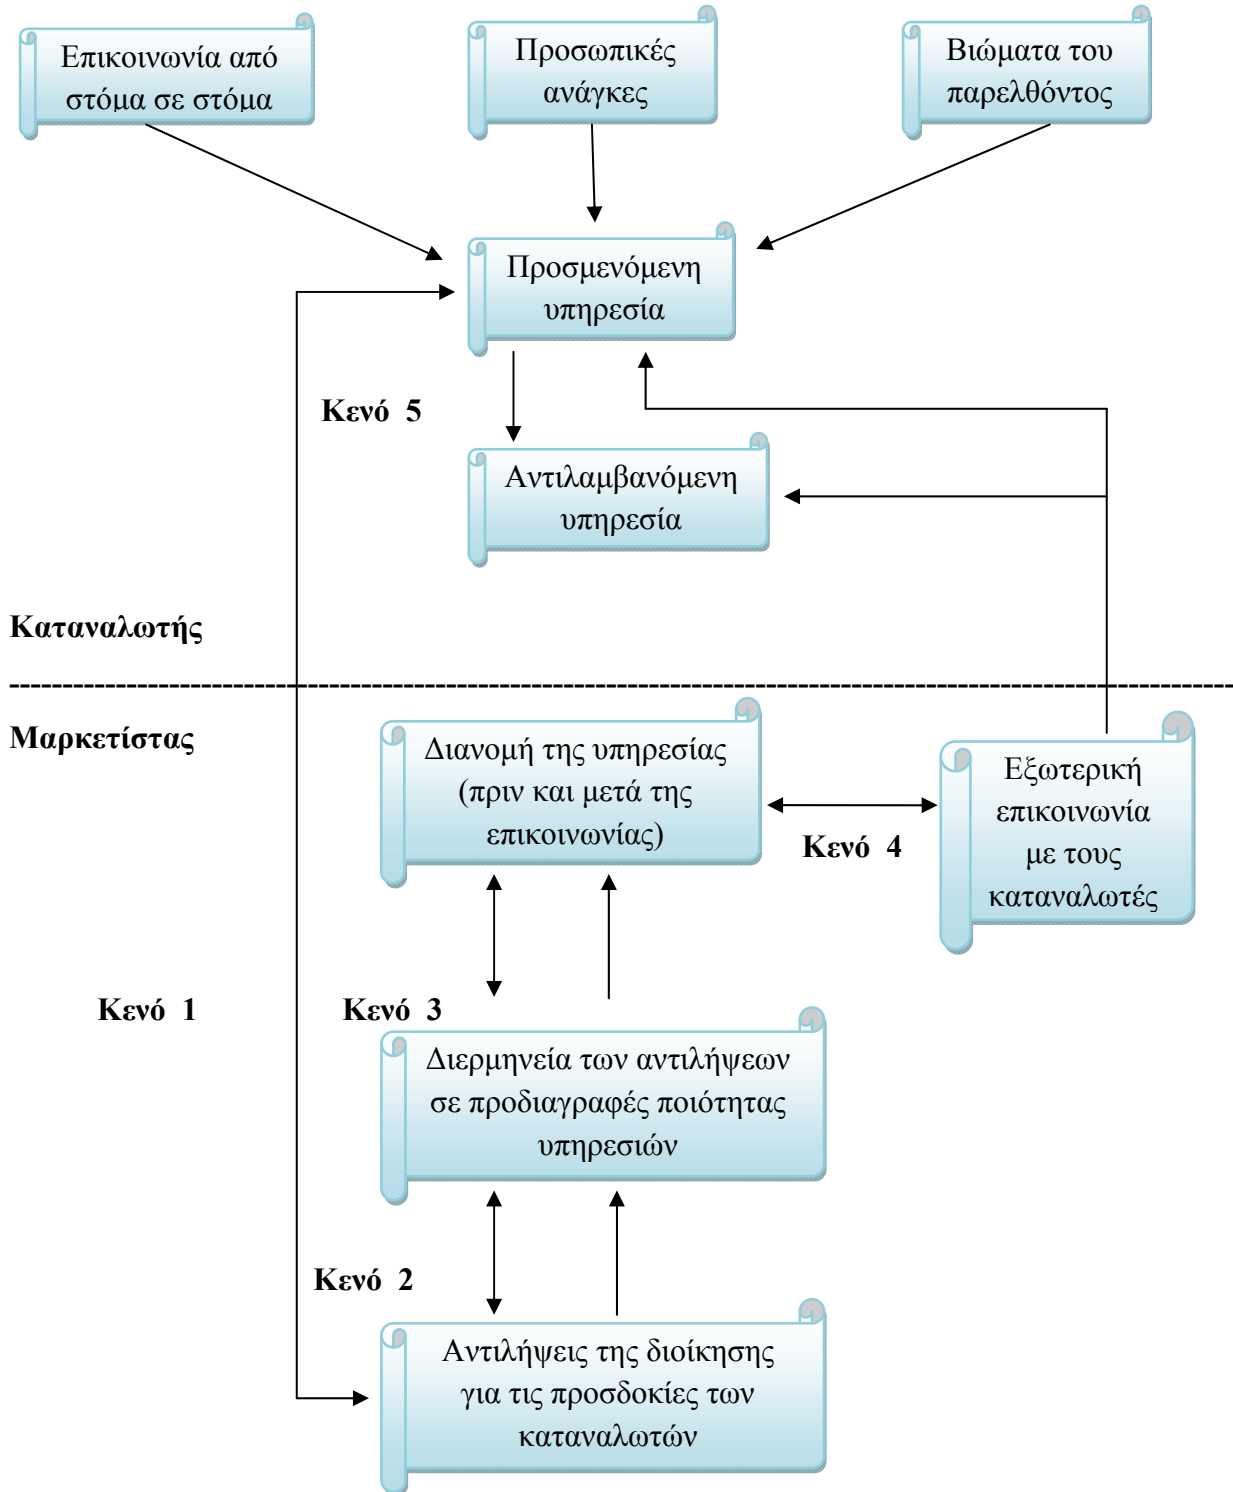 Επικοινωνία από
στόμα σε στόμα
Προσωπικές
ανάγκες
Βιώματα του
παρελθόντος
Προσμενόμενη
υπηρεσία
Κενό 5
Αντιλαμβανόμενη
υπηρεσία
Καταναλωτής
Μαρκετίστας
Διανομή της υπηρεσίας
(πριν και μετά της
επικοινωνίας)
Κενό 4
Εξωτερική
επικοινωνία
με τους
καταναλωτές
Κενό 1
Κενό 3
Διερμηνεία των αντιλήψεων
σε προδιαγραφές ποιότητας
υπηρεσιών
Κενό 2
Αντιλήψεις της διοίκησης
για τις προσδοκίες των
καταναλωτών